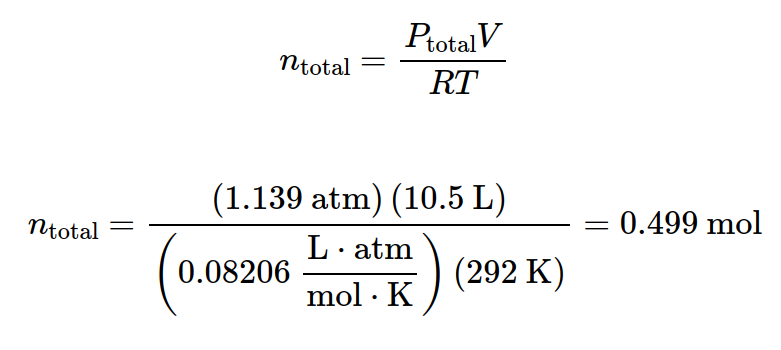 n_total = P_total V / RT
n_total = (1.139 atm) (10.5 L) / (0.08206 L · atm / mol · K) (292 K) = 0.499 mol